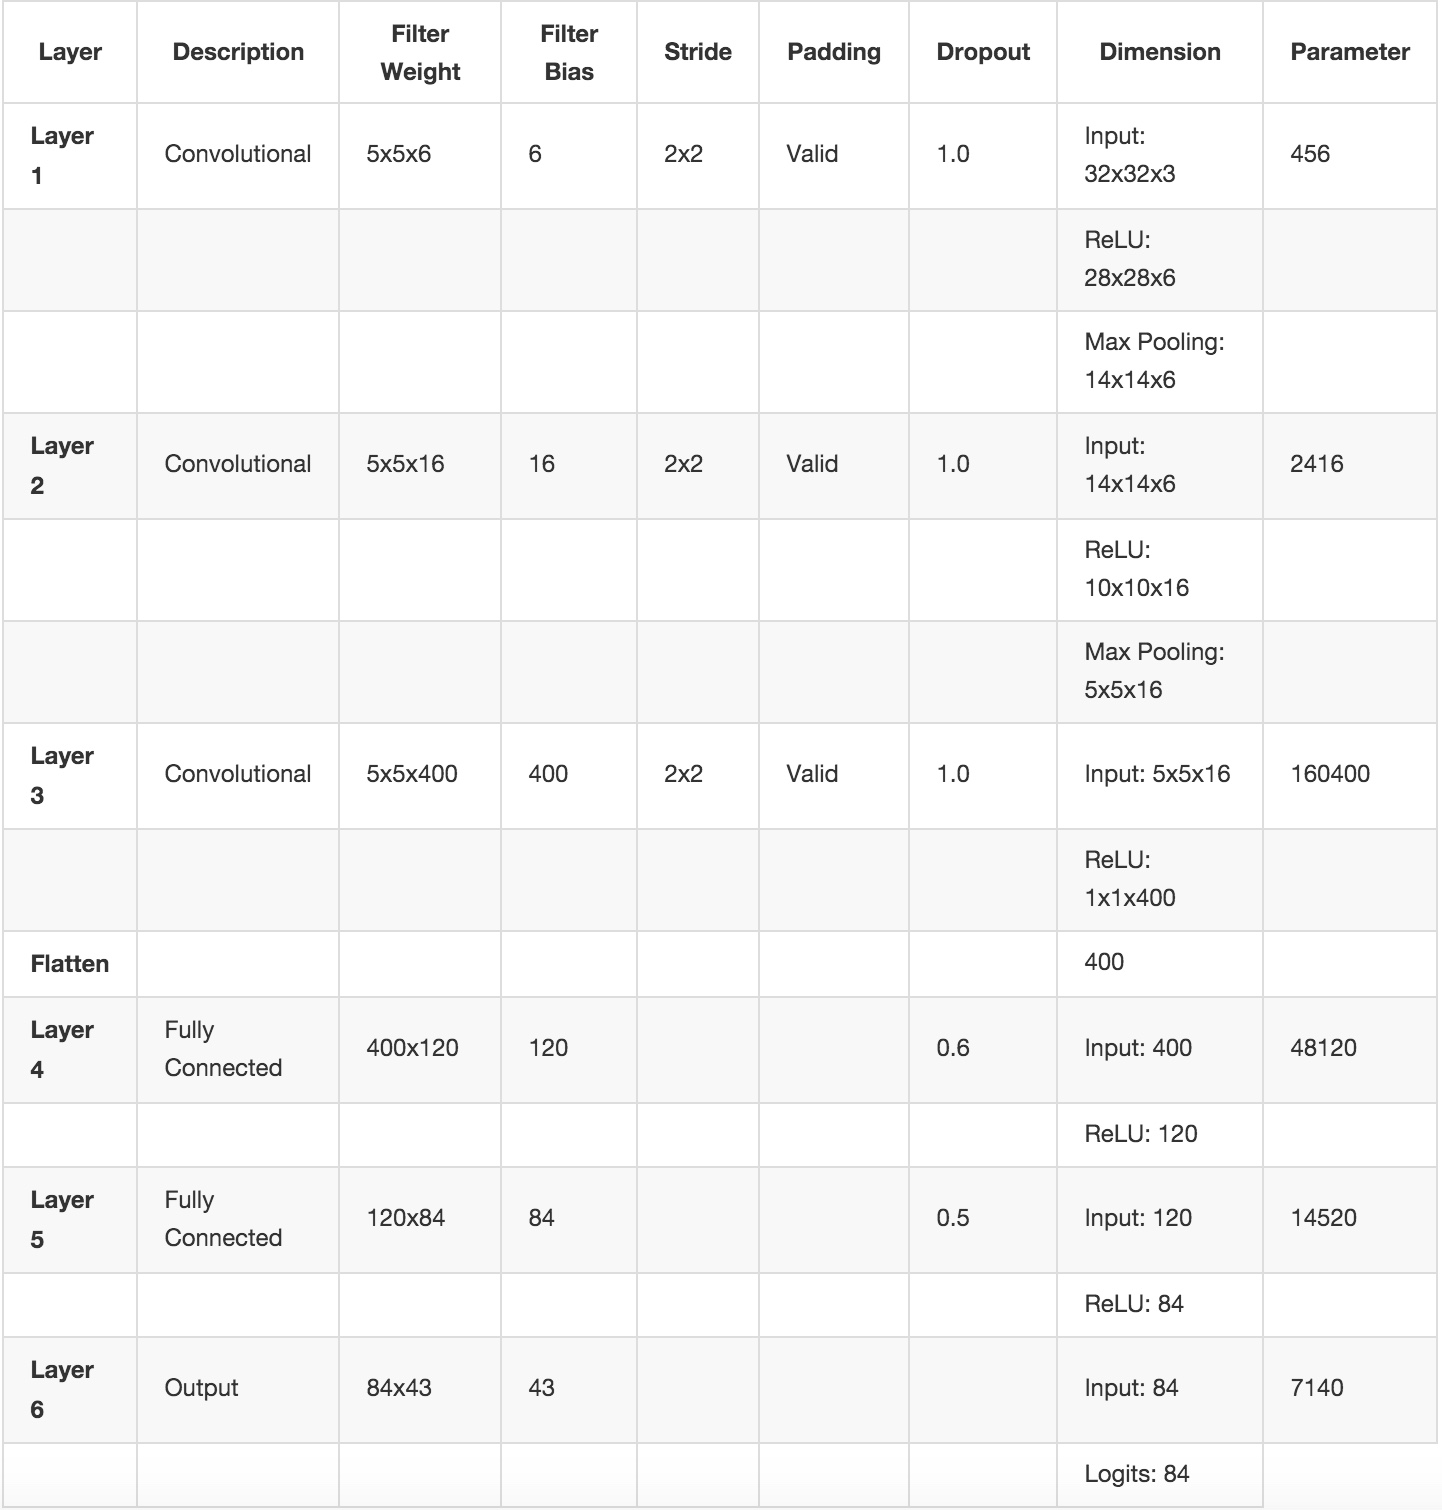 Layer Description Filter Weight Filter Bias Stride Padding Dropout Dimension Parameter
Layer 1 Convolutional 5x5x6 6 2x2 Valid 1.0 Input: 32x32x3 456
ReLU: 28x28x6
Max Pooling: 14x14x6
Layer 2 Convolutional 5x5x16 16 2x2 Valid 1.0 Input: 14x14x6 2416
ReLU: 10x10x16
Max Pooling: 5x5x16
Layer 3 Convolutional 5x5x400 400 2x2 Valid 1.0 Input: 5x5x16 160400
ReLU: 1x1x400
Flatten 400
Layer 4 Fully Connected 400x120 120 0.6 Input: 400 48120
ReLU: 120
Layer 5 Fully Connected 120x84 84 0.5 Input: 120 14520
ReLU: 84
Layer 6 Output 84x43 43 Input: 84 7140
Logits: 84